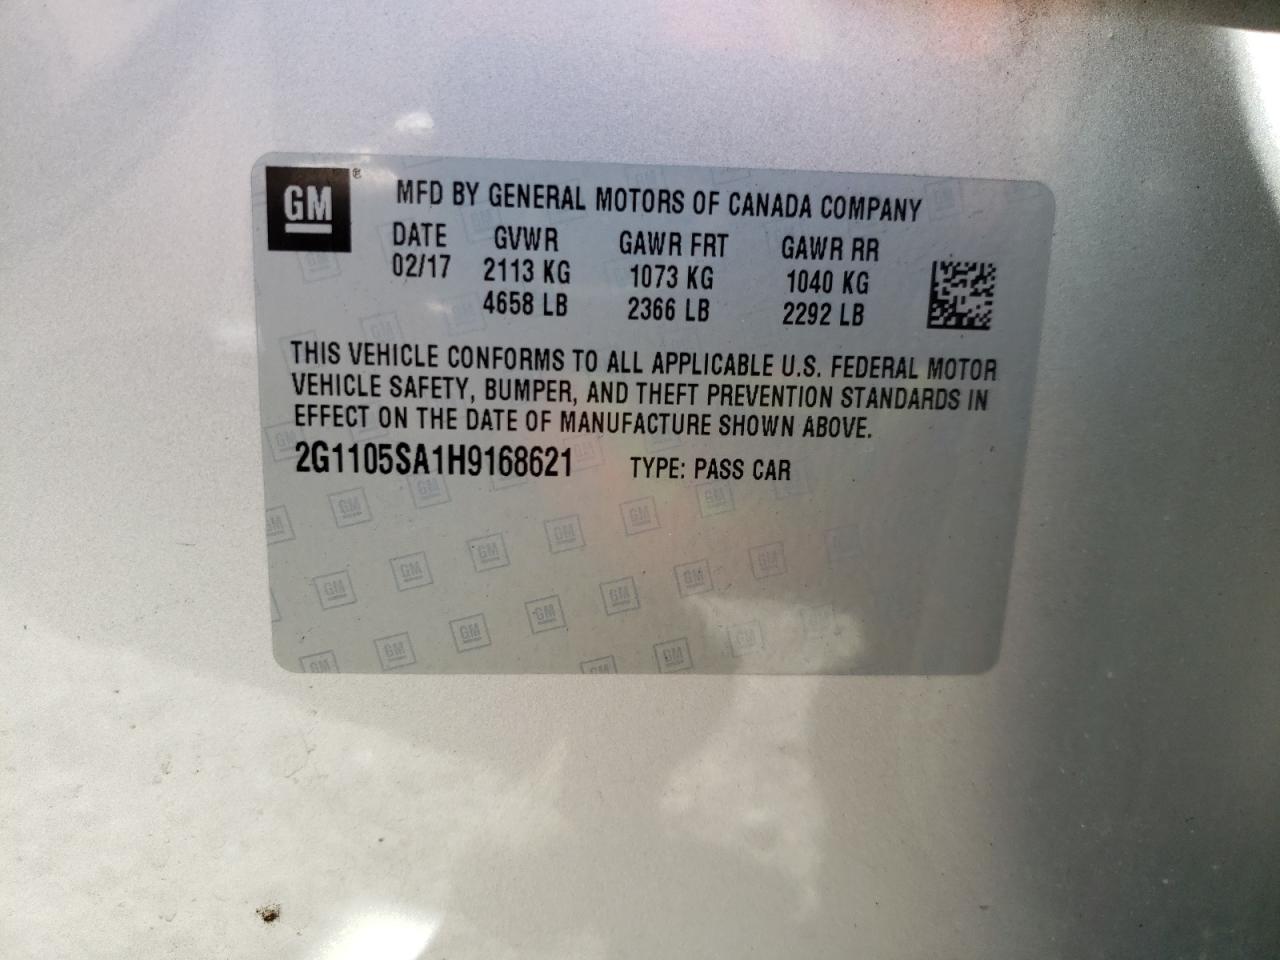 GM ®
MFD BY GENERAL MOTORS OF CANADA COMPANY
DATE GVWR GAWR FRT GAWR RR
02/17 2113 KG 1073 KG 1040 KG
4658 LB 2366 LB 2292 LB
THIS VEHICLE CONFORMS TO ALL APPLICABLE U.S. FEDERAL MOTOR
VEHICLE SAFETY, BUMPER, AND THEFT PREVENTION STANDARDS IN
EFFECT ON THE DATE OF MANUFACTURE SHOWN ABOVE.
2G1105SA1H9168621 TYPE: PASS CAR